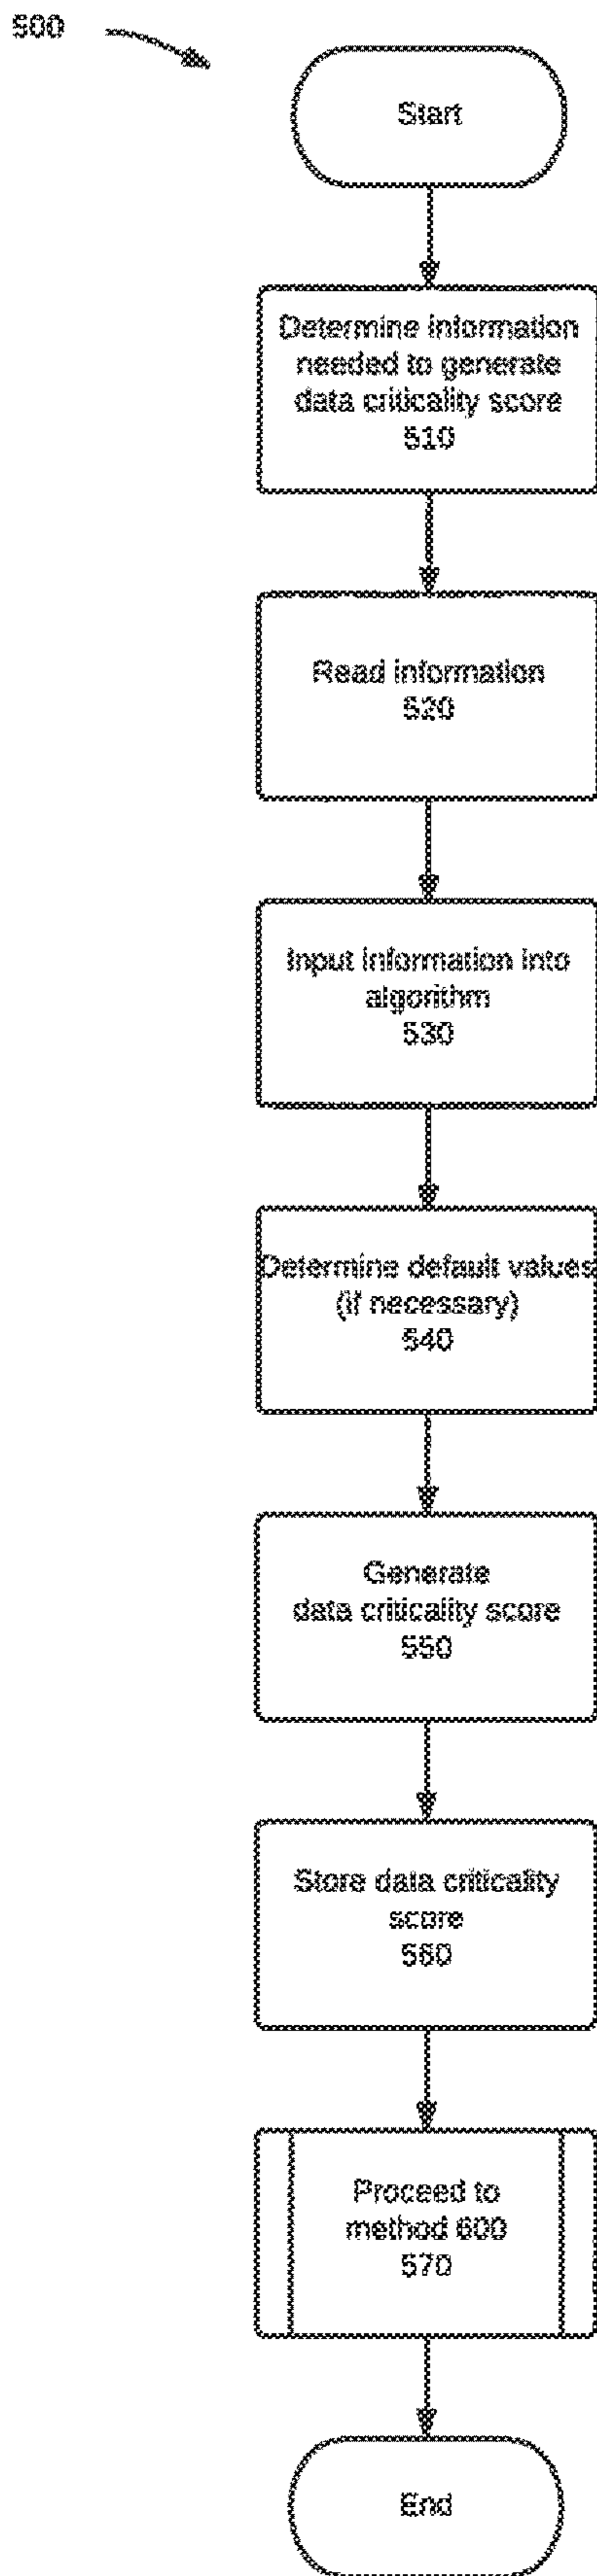 500
Start
Determine information
needed to generate
data criticality score
510
Read information
520
Input information into
algorithm
530
Determine default values
(if necessary)
540
Generate
data criticality score
550
Store data criticality
score
560
Proceed to
method 600
570
End